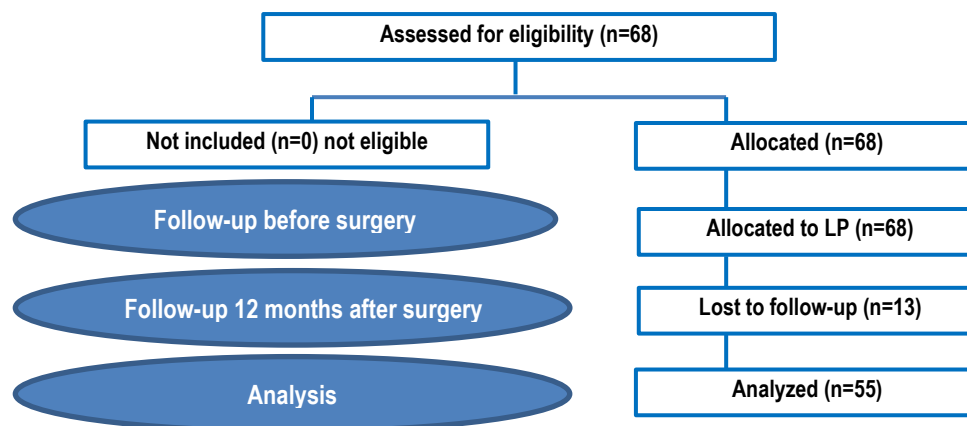 Assessed for eligibility (n=68)
Not included (n=0) not eligible
Allocated (n=68)
Follow-up before surgery
Allocated to LP (n=68)
Follow-up 12 months after surgery
Lost to follow-up (n=13)
Analysis
Analyzed (n=55)